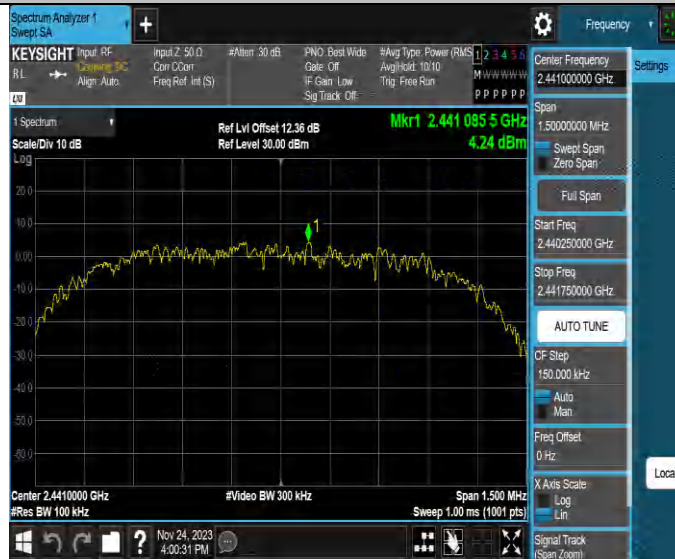 Spectrum Analyzer 1
Swept SA
Frequency
KEYSIGHT Input: RF
Coupling: DC
Align: Auto
RL
Input Z: 50 Ω
Corr CCorr
Freq Ref: Int (S)
#Atten: 30 dB
PNO: Best Wide
Gate: Off
IF Gain: Low
Sig Track: Off
#Avg Type: Power (RMS
Avg|Hold: 10/10
Trig: Free Run
1 2 3 4 5 6
M W W W W W
P P P P P P
LXI
1 Spectrum
Scale/Div 10 dB
Ref Lvl Offset 12.36 dB
Ref Level 30.00 dBm
Mkr1 2.441 085 5 GHz
4.24 dBm
Log
20.0
10.0
0.00
-10.0
-20.0
-30.0
-40.0
-50.0
-60.0
1
Center 2.4410000 GHz
#Res BW 100 kHz
#Video BW 300 kHz
Span 1.500 MHz
Sweep 1.00 ms (1001 pts)
Nov 24, 2023
4:00:31 PM
Center Frequency
2.441000000 GHz
Settings
Span
1.50000000 MHz
Swept Span
Zero Span
Full Span
Start Freq
2.440250000 GHz
Stop Freq
2.441750000 GHz
AUTO TUNE
CF Step
150.000 kHz
Auto
Man
Freq Offset
0 Hz
X Axis Scale
Log
Lin
Loca
Signal Track
(Span Zoom)